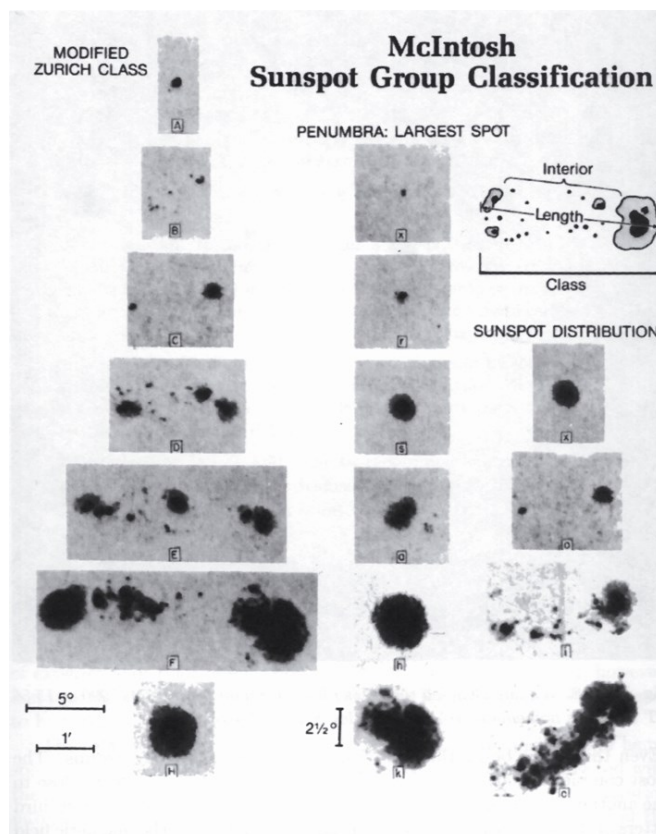 McIntosh
Sunspot Group Classification
MODIFIED
ZURICH CLASS
A
B
C
D
E
F
H
5°
1'
PENUMBRA: LARGEST SPOT
X
r
S
a
h
k
2½°
Interior
Length
Class
SUNSPOT DISTRIBUTION
X
O
i
c